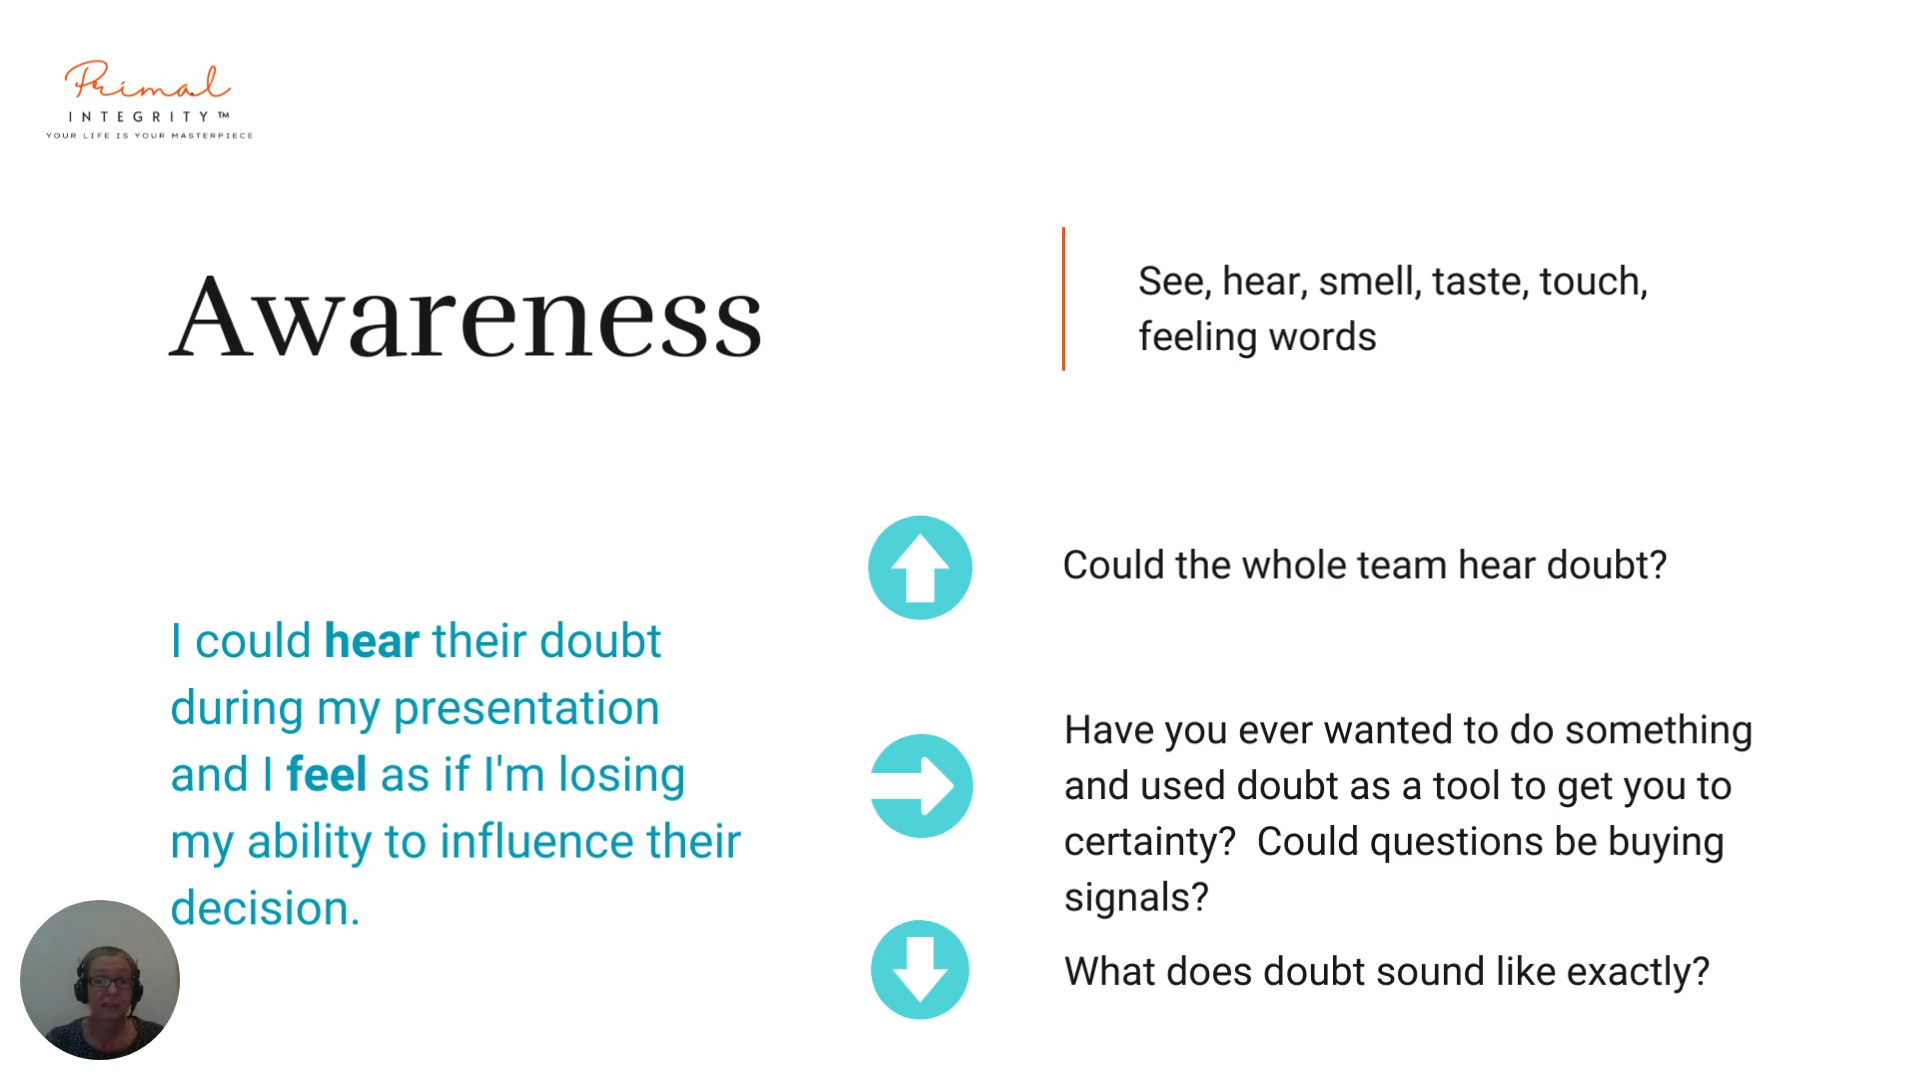 Primal
INTEGRITY™
YOUR LIFE IS YOUR MASTERPIECE
Awareness
See, hear, smell, taste, touch,
feeling words
I could hear their doubt
during my presentation
and I feel as if I'm losing
my ability to influence their
decision.
Could the whole team hear doubt?
Have you ever wanted to do something
and used doubt as a tool to get you to
certainty?  Could questions be buying
signals?
What does doubt sound like exactly?